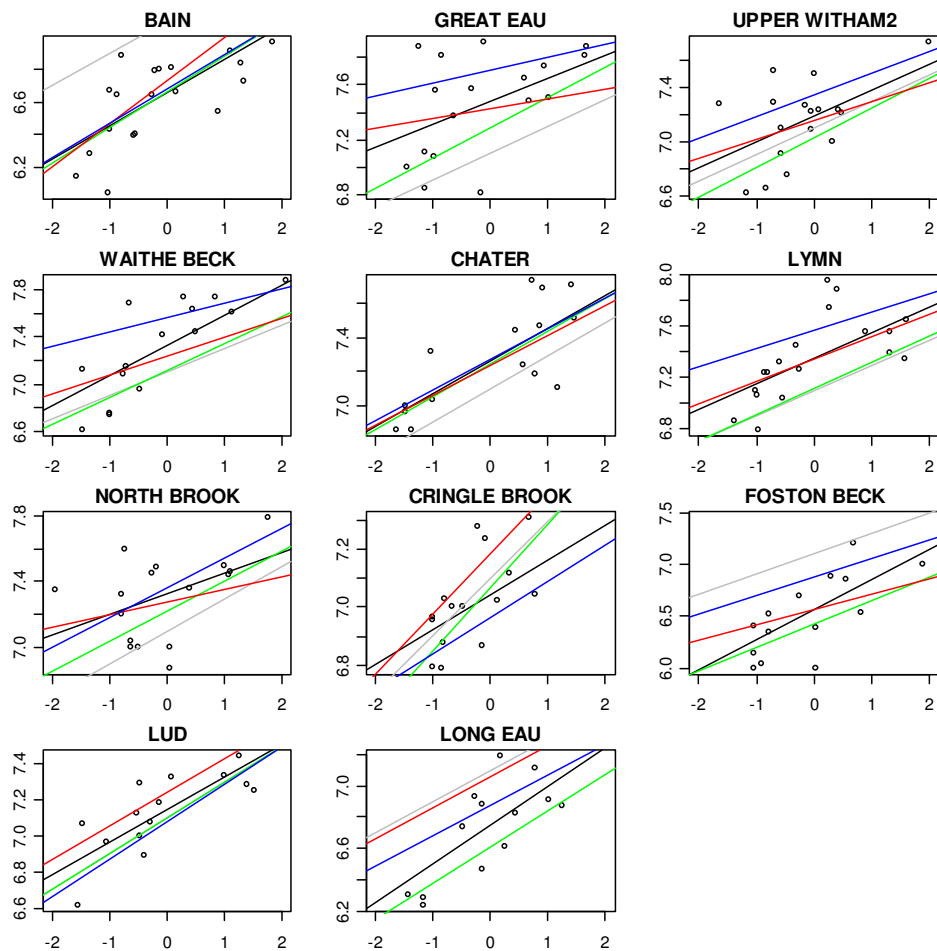 BAIN
6.6
6.2
-2 -1 0 1 2
GREAT EAU
7.6
7.2
6.8
-2 -1 0 1 2
UPPER WITHAM2
7.4
7.0
6.6
-2 -1 0 1 2
WAITHE BECK
7.8
7.4
7.0
6.6
-2 -1 0 1 2
CHATER
7.4
7.0
-2 -1 0 1 2
LYMN
8.0
7.6
7.2
6.8
-2 -1 0 1 2
NORTH BROOK
7.8
7.4
7.0
-2 -1 0 1 2
CRINGLE BROOK
7.2
7.0
6.8
-2 -1 0 1 2
FOSTON BECK
7.5
7.0
6.5
6.0
-2 -1 0 1 2
LUD
7.4
7.2
7.0
6.8
6.6
-2 -1 0 1 2
LONG EAU
7.0
6.6
6.2
-2 -1 0 1 2